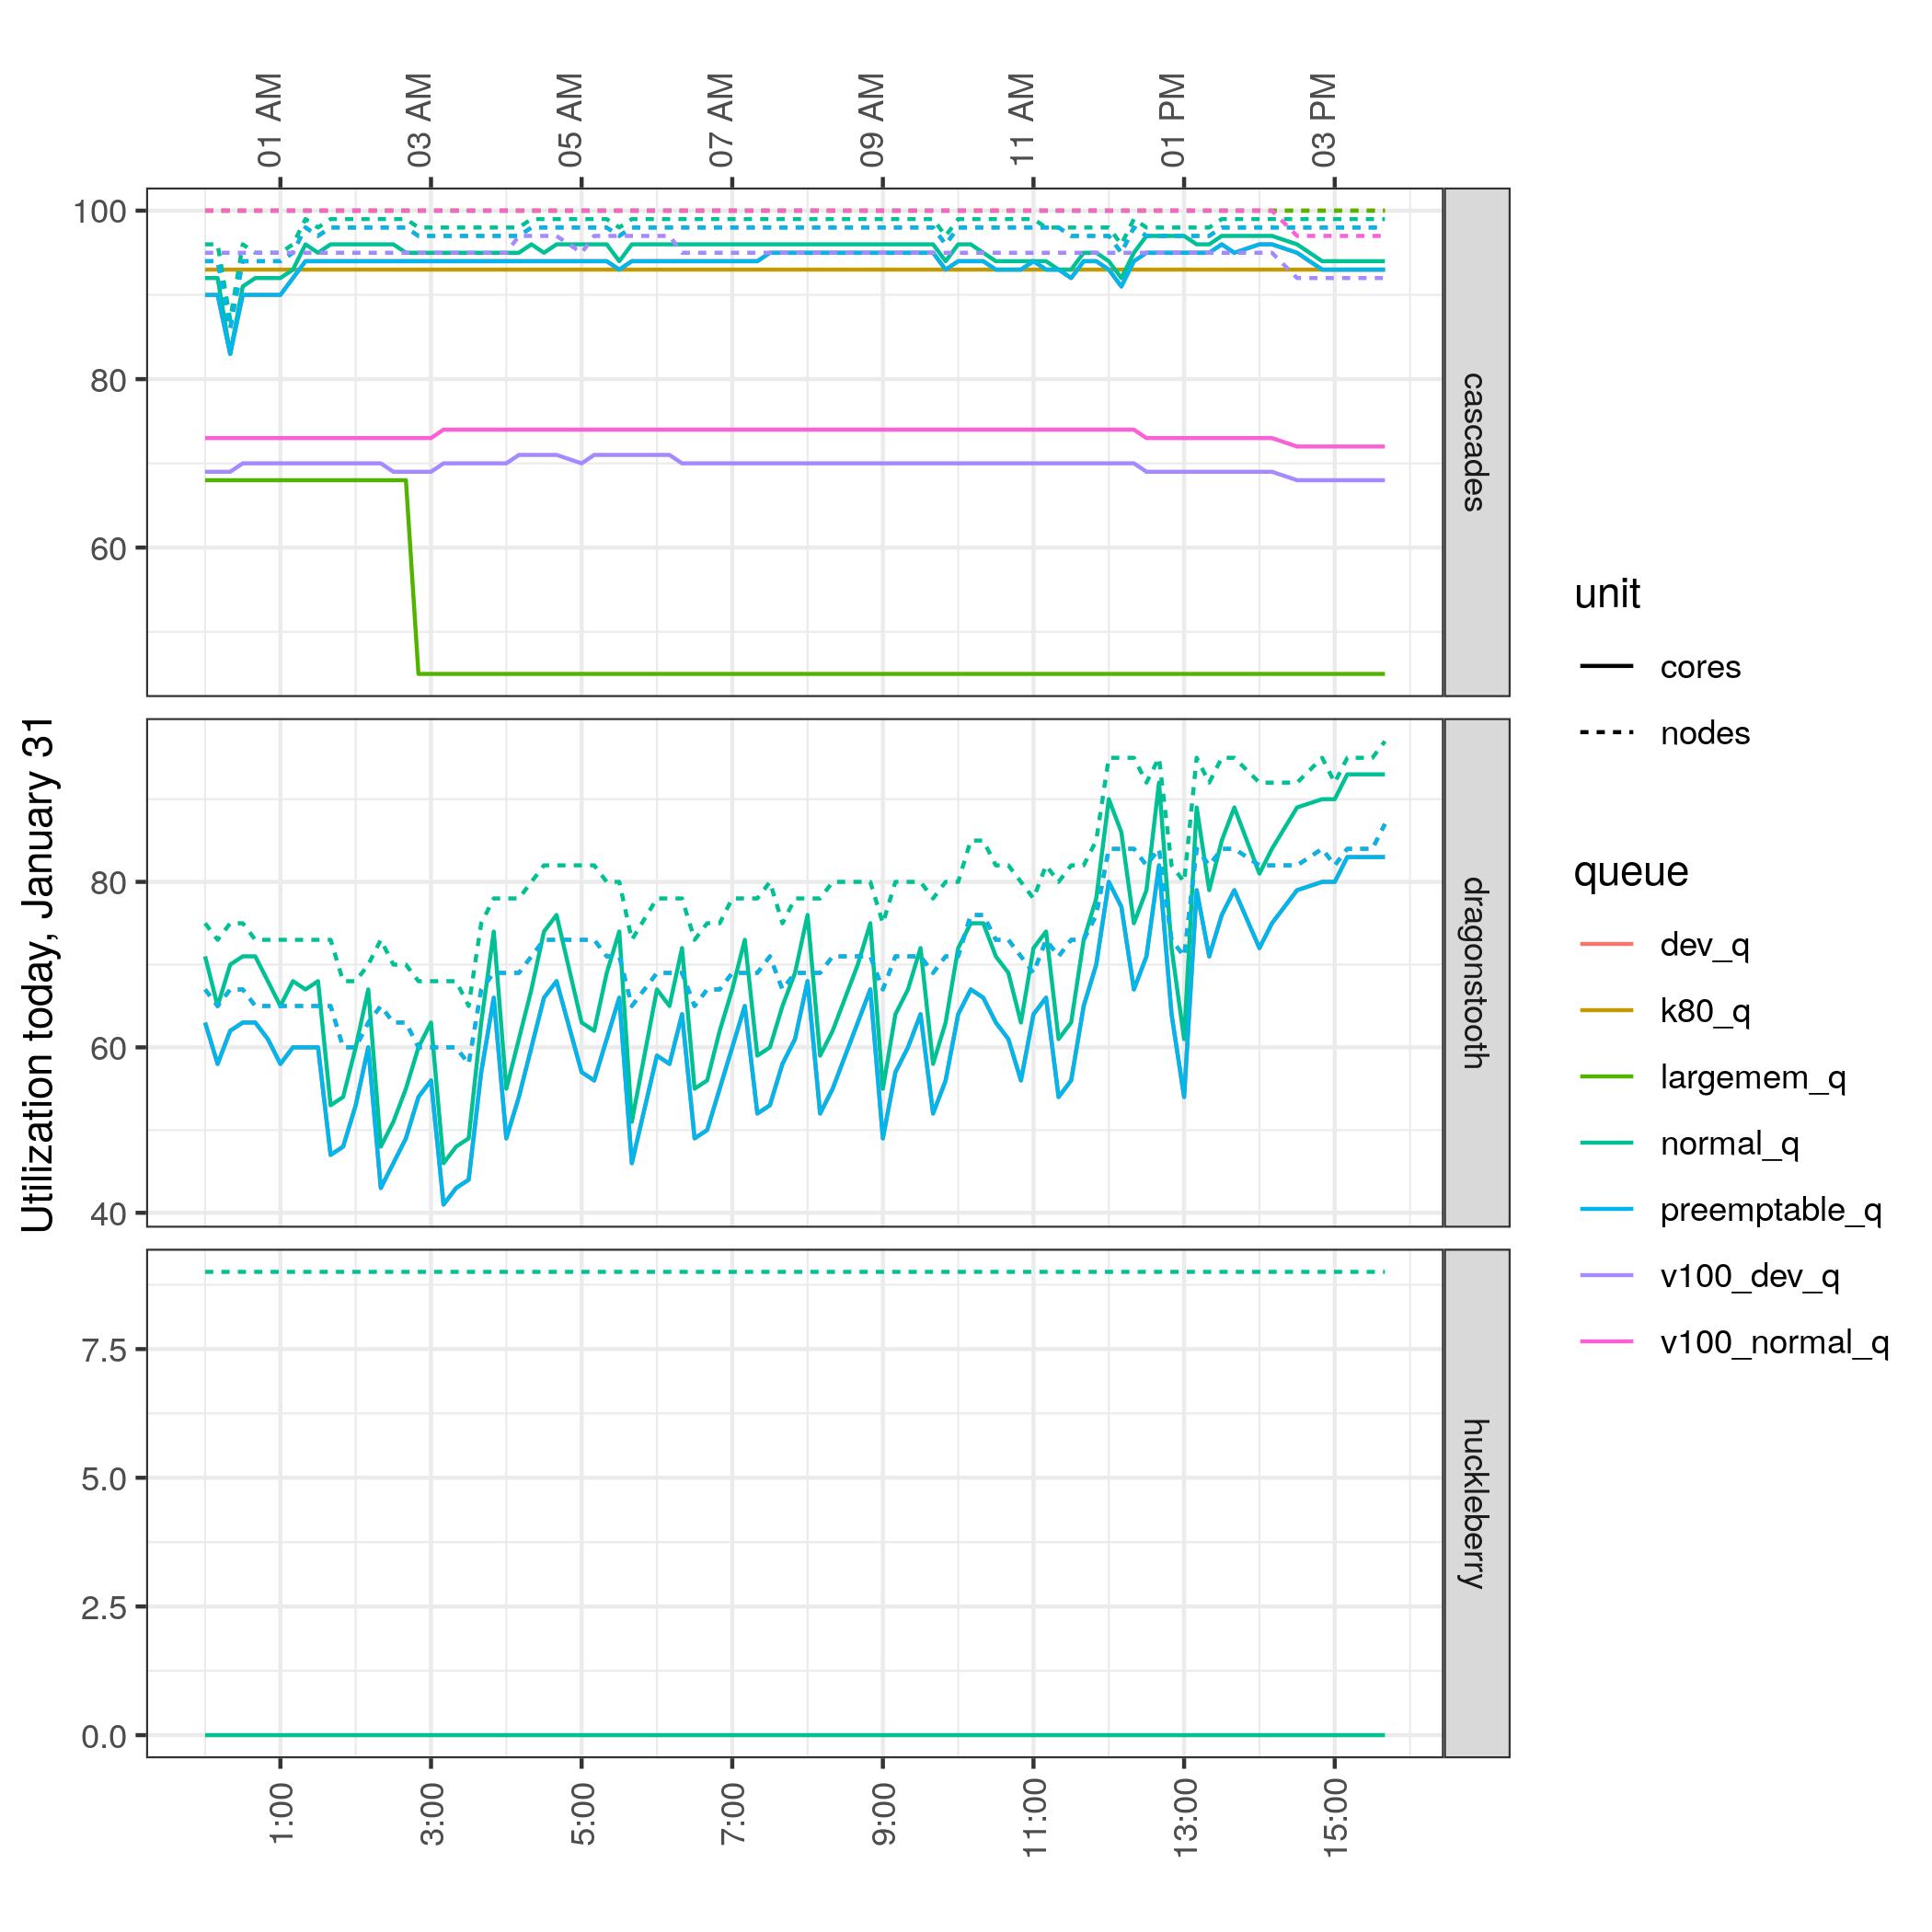 01 AM
03 AM
05 AM
07 AM
09 AM
11 AM
01 PM
03 PM
Utilization today, January 31
100
80
60
cascades
80
60
40
dragonstooth
7.5
5.0
2.5
0.0
huckleberry
1:00
3:00
5:00
7:00
9:00
11:00
13:00
15:00
unit
cores
nodes
queue
dev_q
k80_q
largemem_q
normal_q
preemptable_q
v100_dev_q
v100_normal_q